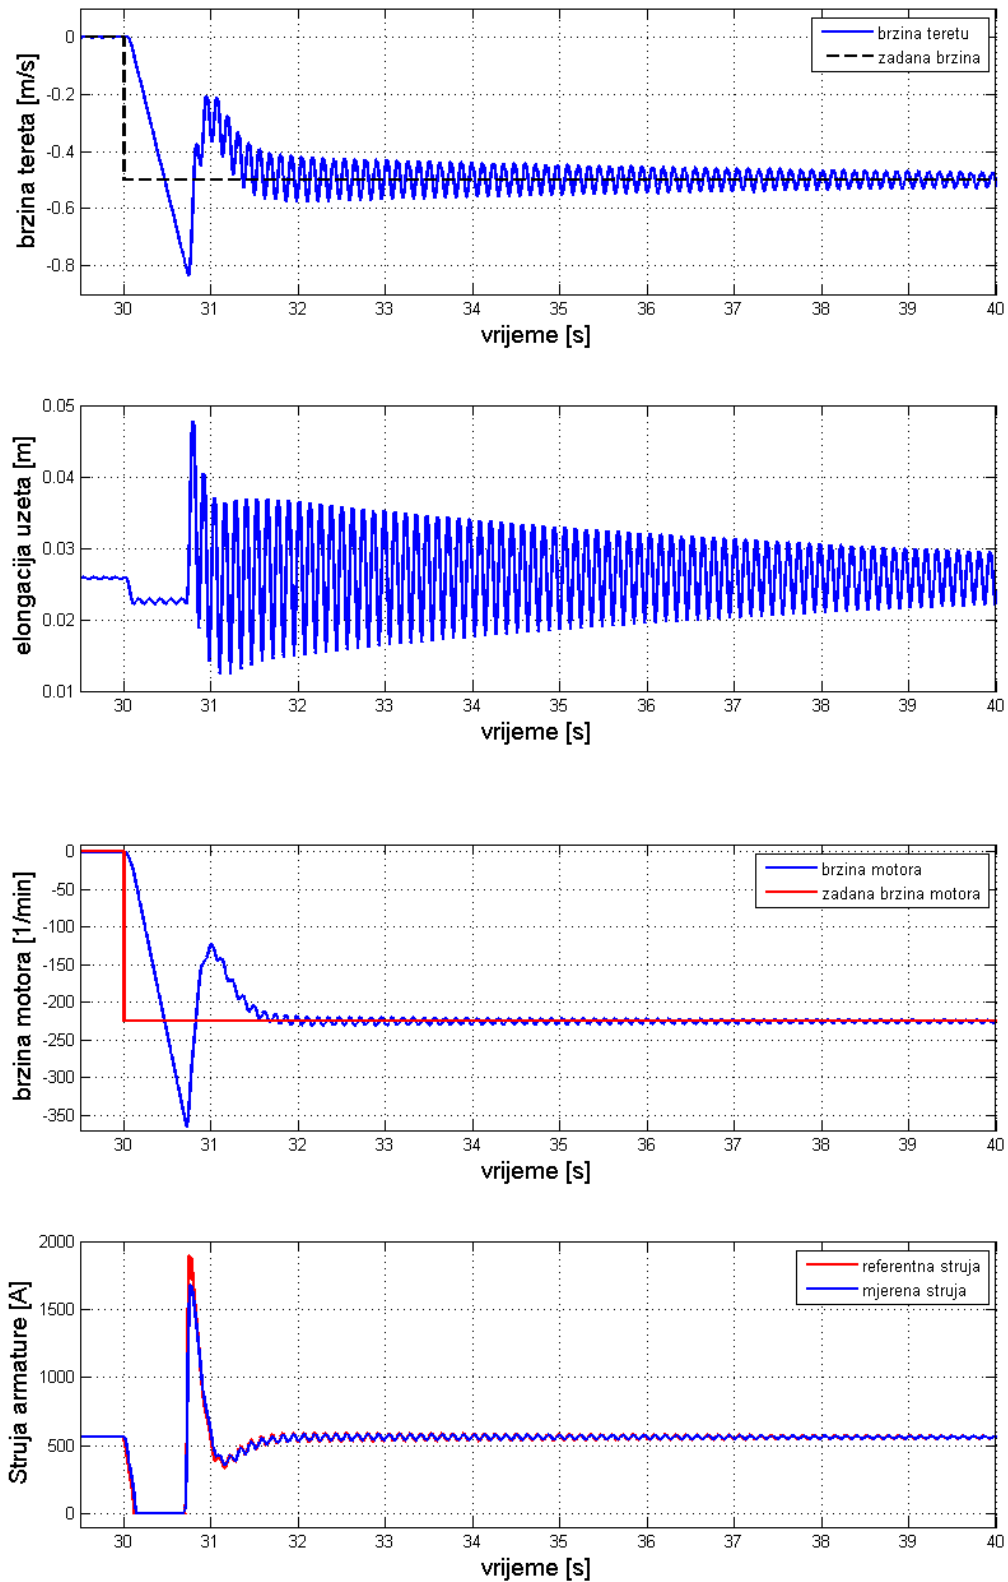 0
-0.2
-0.4
-0.6
-0.8
brzina tereta [m/s]
brzina teretu
zadana brzina
30 31 32 33 34 35 36 37 38 39 40
vrijeme [s]
0.05
0.04
0.03
0.02
0.01
elongacija uzeta [m]
30 31 32 33 34 35 36 37 38 39 40
vrijeme [s]
0
-50
-100
-150
-200
-250
-300
-350
brzina motora [1/min]
brzina motora
zadana brzina motora
30 31 32 33 34 35 36 37 38 39 40
vrijeme [s]
2000
1500
1000
500
0
Struja armature [A]
referentna struja
mjerena struja
30 31 32 33 34 35 36 37 38 39 40
vrijeme [s]